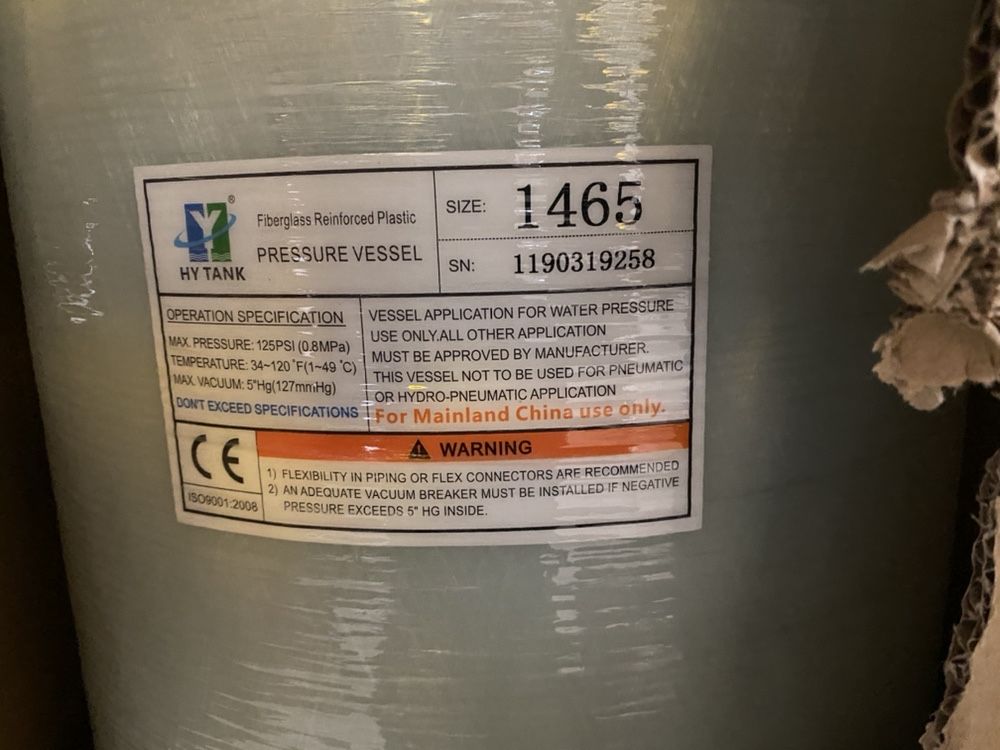 Y®
HY TANK
Fiberglass Reinforced Plastic
PRESSURE VESSEL
SIZE: 1465
SN: 1190319258
OPERATION SPECIFICATION
MAX. PRESSURE: 125PSI (0.8MPa)
TEMPERATURE: 34~120 °F(1~49 °C)
MAX. VACUUM: 5"Hg(127mmHg)
DON'T EXCEED SPECIFICATIONS
VESSEL APPLICATION FOR WATER PRESSURE
USE ONLY.ALL OTHER APPLICATION
MUST BE APPROVED BY MANUFACTURER.
THIS VESSEL NOT TO BE USED FOR PNEUMATIC
OR HYDRO-PNEUMATIC APPLICATION
For Mainland China use only.
CE
ISO9001:2008
WARNING
1) FLEXIBILITY IN PIPING OR FLEX CONNECTORS ARE RECOMMENDED
2) AN ADEQUATE VACUUM BREAKER MUST BE INSTALLED IF NEGATIVE
PRESSURE EXCEEDS 5" HG INSIDE.